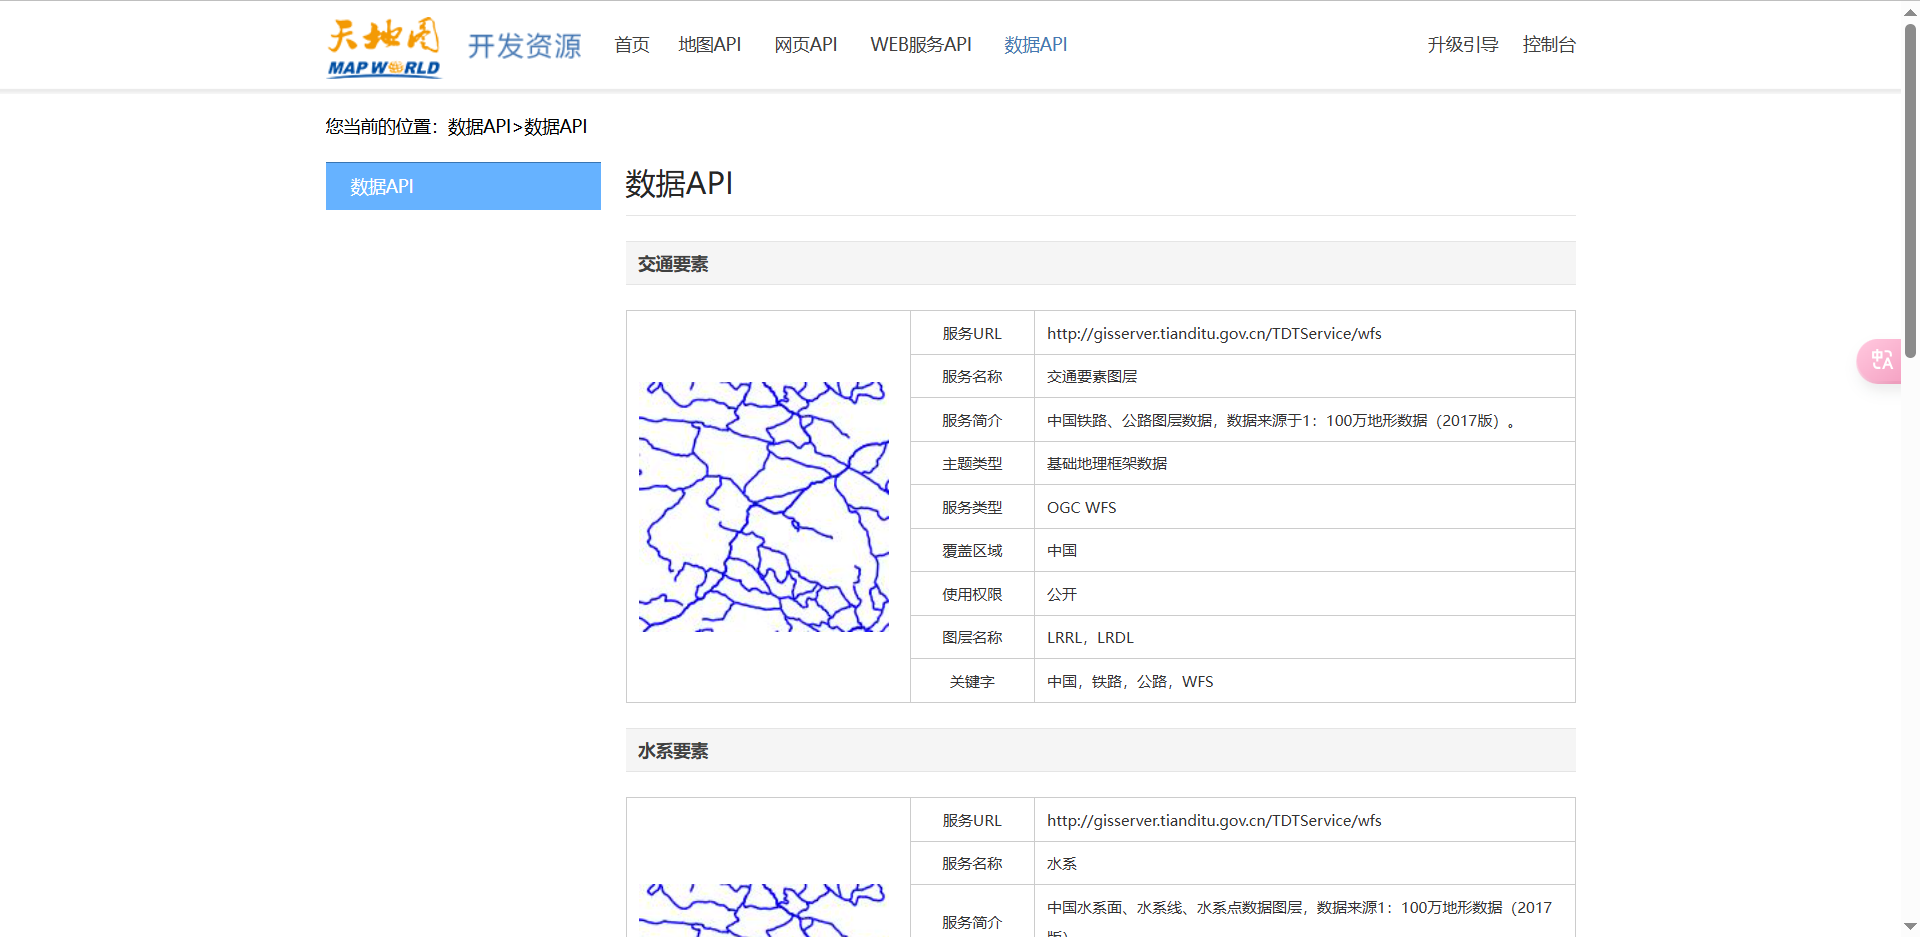 天地图
MAPWORLD
开发资源
首页 地图API 网页API WEB服务API 数据API
升级引导 控制台
您当前的位置：数据API>数据API
数据API
数据API
交通要素
服务URL http://gisserver.tianditu.gov.cn/TDTService/wfs
服务名称 交通要素图层
服务简介 中国铁路、公路图层数据，数据来源于1：100万地形数据（2017版）。
主题类型 基础地理框架数据
服务类型 OGC WFS
覆盖区域 中国
使用权限 公开
图层名称 LRRL，LRDL
关键字 中国，铁路，公路，WFS
水系要素
服务URL http://gisserver.tianditu.gov.cn/TDTService/wfs
服务名称 水系
服务简介 中国水系面、水系线、水系点数据图层，数据来源1：100万地形数据（2017
版）
中A